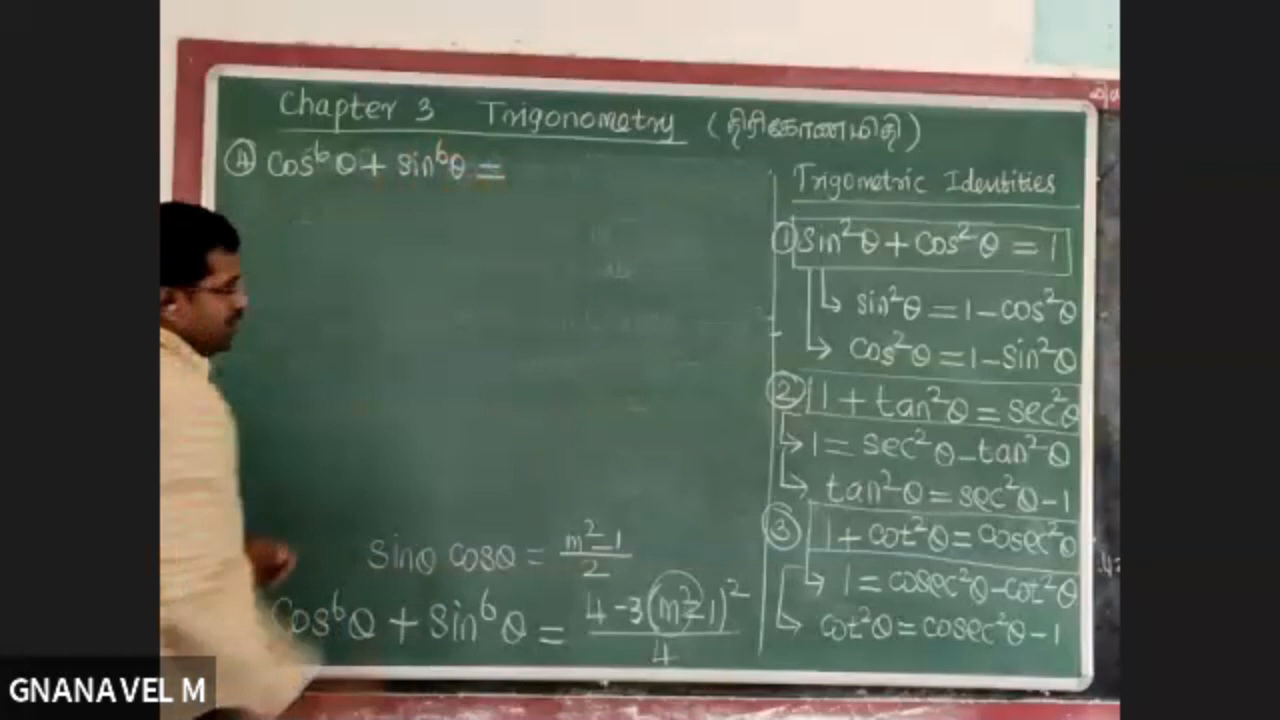 Chapter 3 Trigonometry (திரிகோணமிதி)
Ⓐ cos⁶θ + sin⁶θ =
sinθ cosθ = (m²-1)/2
cos⁶θ + sin⁶θ = (4-3(m²-1)²)/4
Trigometric Identities
① sin²θ + cos²θ = 1
↳ sin²θ = 1-cos²θ
↳ cos²θ = 1-sin²θ
② 1 + tan²θ = sec²θ
↳ 1 = sec²θ-tan²θ
↳ tan²θ = sec²θ-1
③ 1 + cot²θ = cosec²θ
↳ 1 = cosec²θ-cot²θ
↳ cot²θ = cosec²θ-1
GNANAVEL M